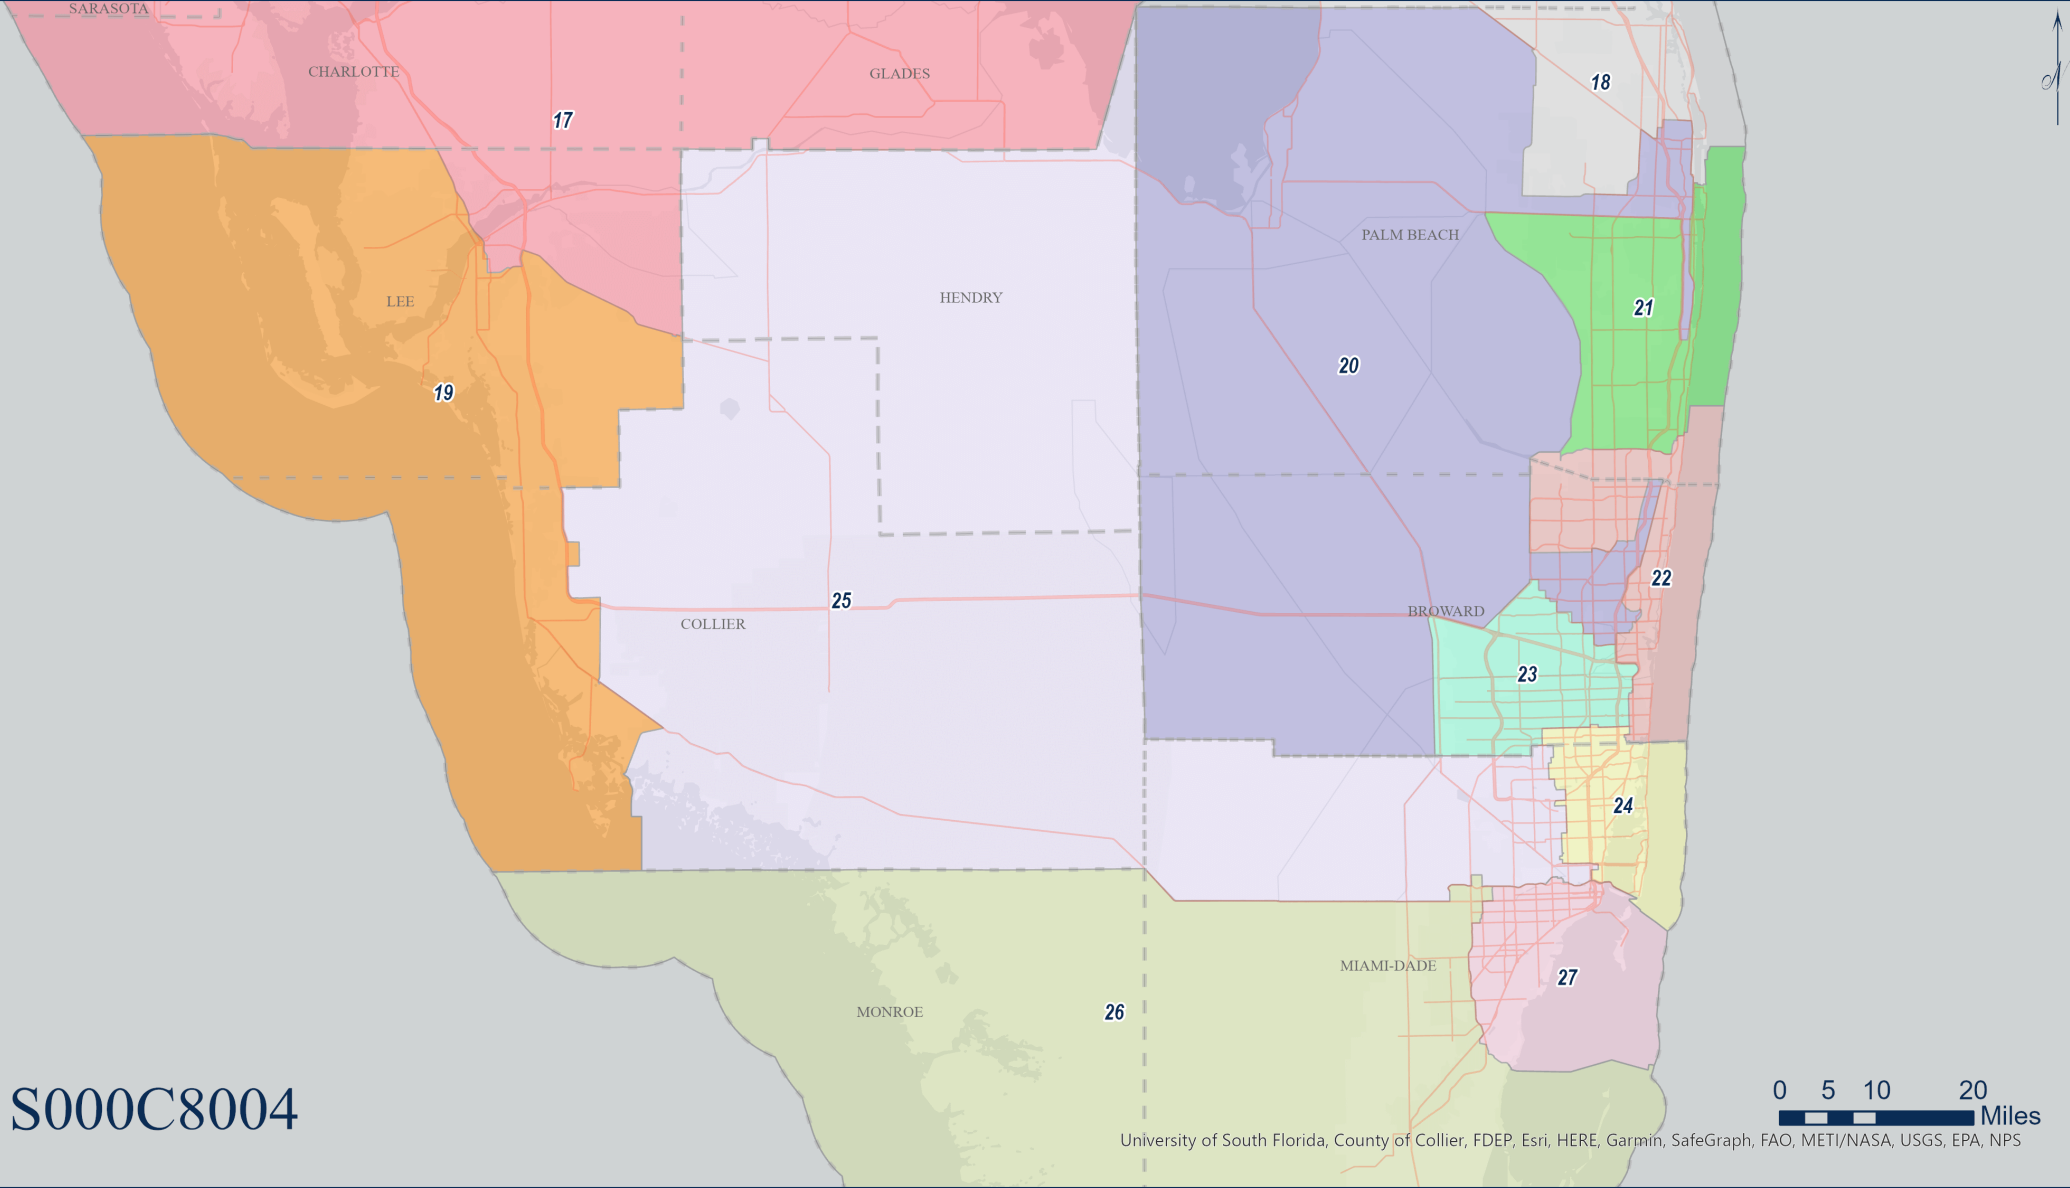 SARASOTA
CHARLOTTE
GLADES
18
17
PALM BEACH
HENDRY
LEE
21
20
19
22
25
BROWARD
COLLIER
23
24
MIAMI-DADE
27
MONROE
26
S000C8004
0 5 10 20
Miles
University of South Florida, County of Collier, FDEP, Esri, HERE, Garmin, SafeGraph, FAO, METI/NASA, USGS, EPA, NPS